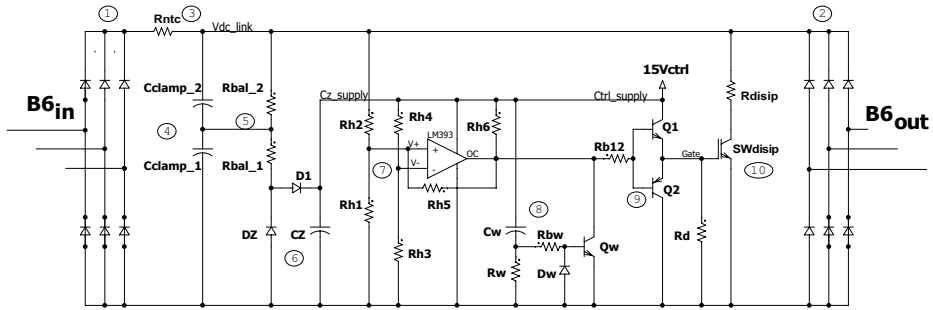 1
3
2
Rntc
Vdc_link
15Vctrl
Cclamp_2
Rbal_2
Cz_supply
Ctrl_supply
Rdisip
B6in
Rh2
Rh4
LM393
Rh6
Q1
B6out
4
5
V+
+
OC
Rb12
Gate
SWdisip
Cclamp_1
Rbal_1
7
V-
-
Q2
10
D1
Rh5
9
Rh1
8
DZ
CZ
Cw
Rbw
Qw
Rd
6
Rh3
Rw
Dw